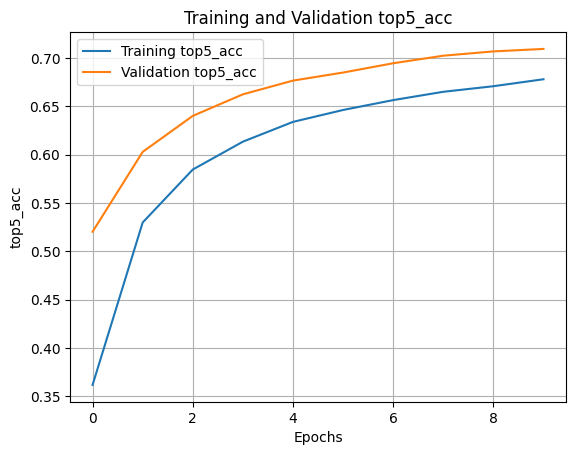 Training and Validation top5_acc
Training top5_acc
Validation top5_acc
top5_acc
0.70
0.65
0.60
0.55
0.50
0.45
0.40
0.35
0 2 4 6 8
Epochs